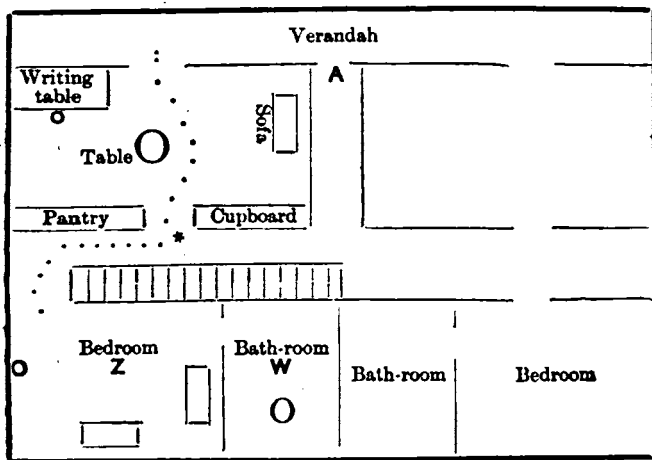 Verandah
Writing
table
A
Sofa
Table
Pantry
Cupboard
*
Bedroom
Z
Bath-room
W
Bath-room
Bedroom